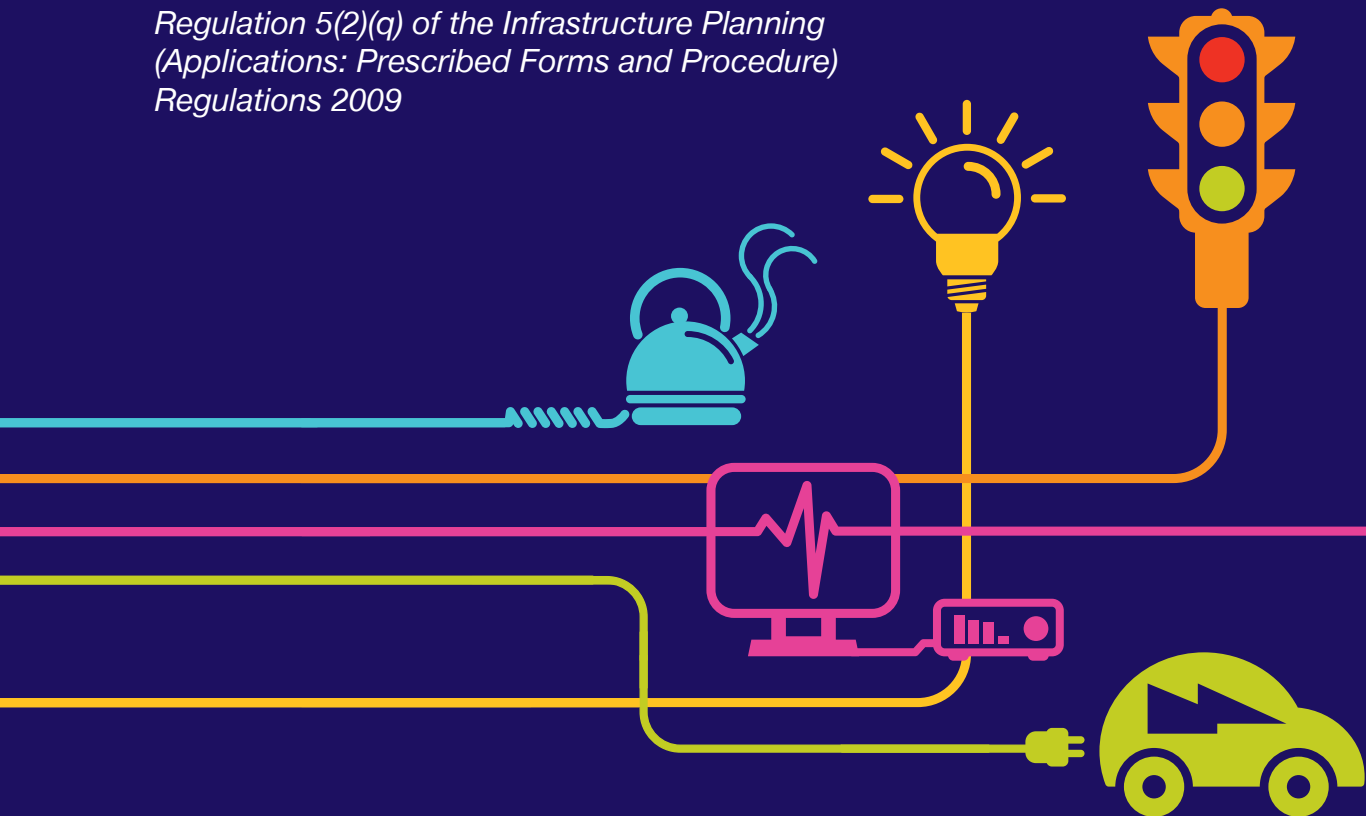 Regulation 5(2)(q) of the Infrastructure Planning
(Applications: Prescribed Forms and Procedure)
Regulations 2009